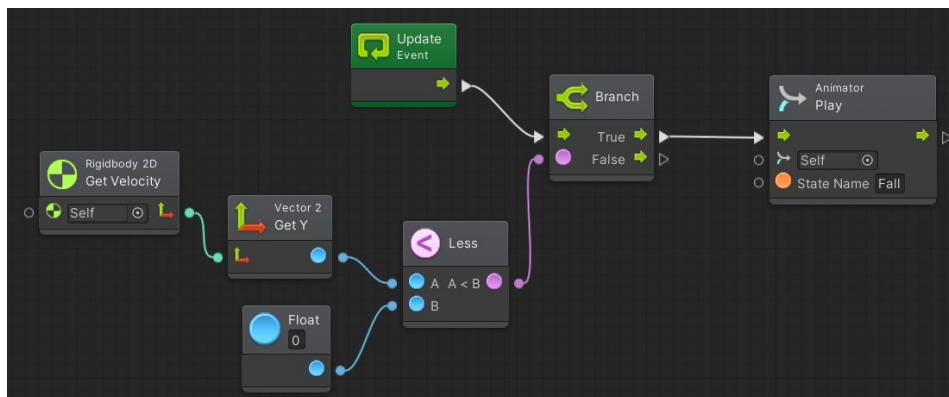 Update
Event
Branch
True
False
Animator
Play
Self
State Name Fall
Rigidbody 2D
Get Velocity
Self
Vector 2
Get Y
Less
A A < B
B
Float
0